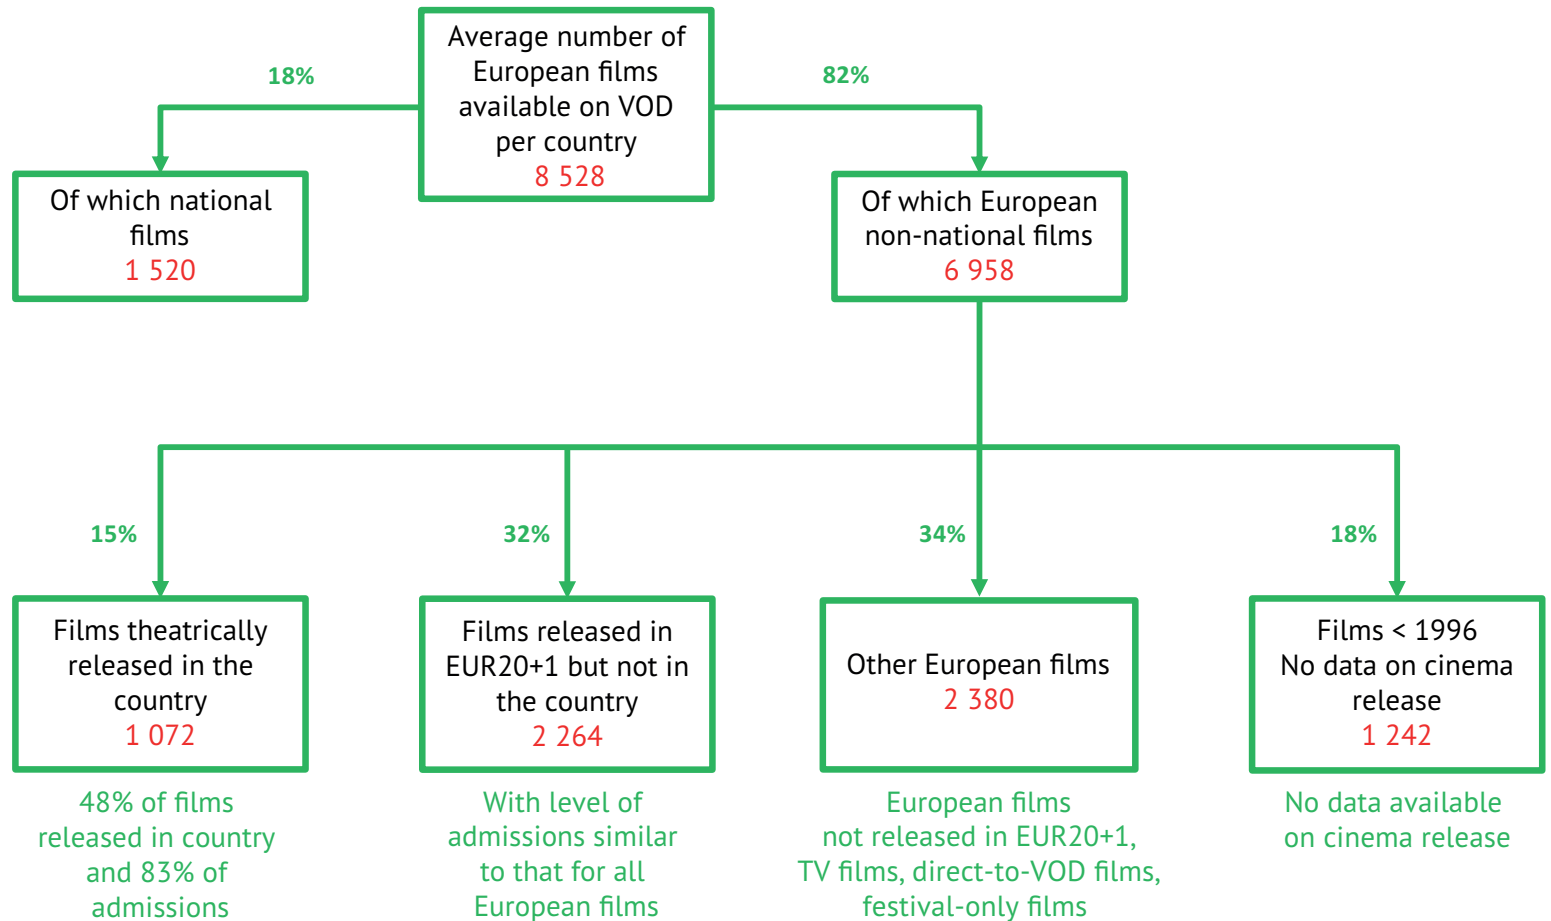 Average number of
European films
available on VOD
per country
8 528
18%
82%
Of which national
films
1 520
Of which European
non-national films
6 958
15%
32%
34%
18%
Films theatrically
released in the
country
1 072
Films released in
EUR20+1 but not in
the country
2 264
Other European films
2 380
Films < 1996
No data on cinema
release
1 242
48% of films
released in country
and 83% of
admissions
With level of
admissions similar
to that for all
European films
European films
not released in EUR20+1,
TV films, direct-to-VOD films,
festival-only films
No data available
on cinema release